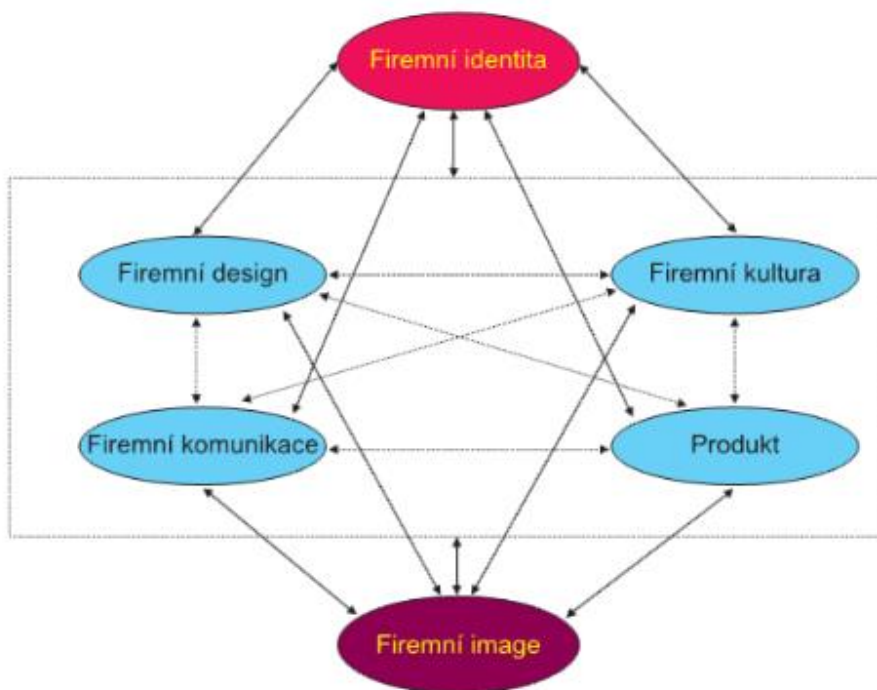 Firemní identita
Firemní design
Firemní kultura
Firemní komunikace
Produkt
Firemní image